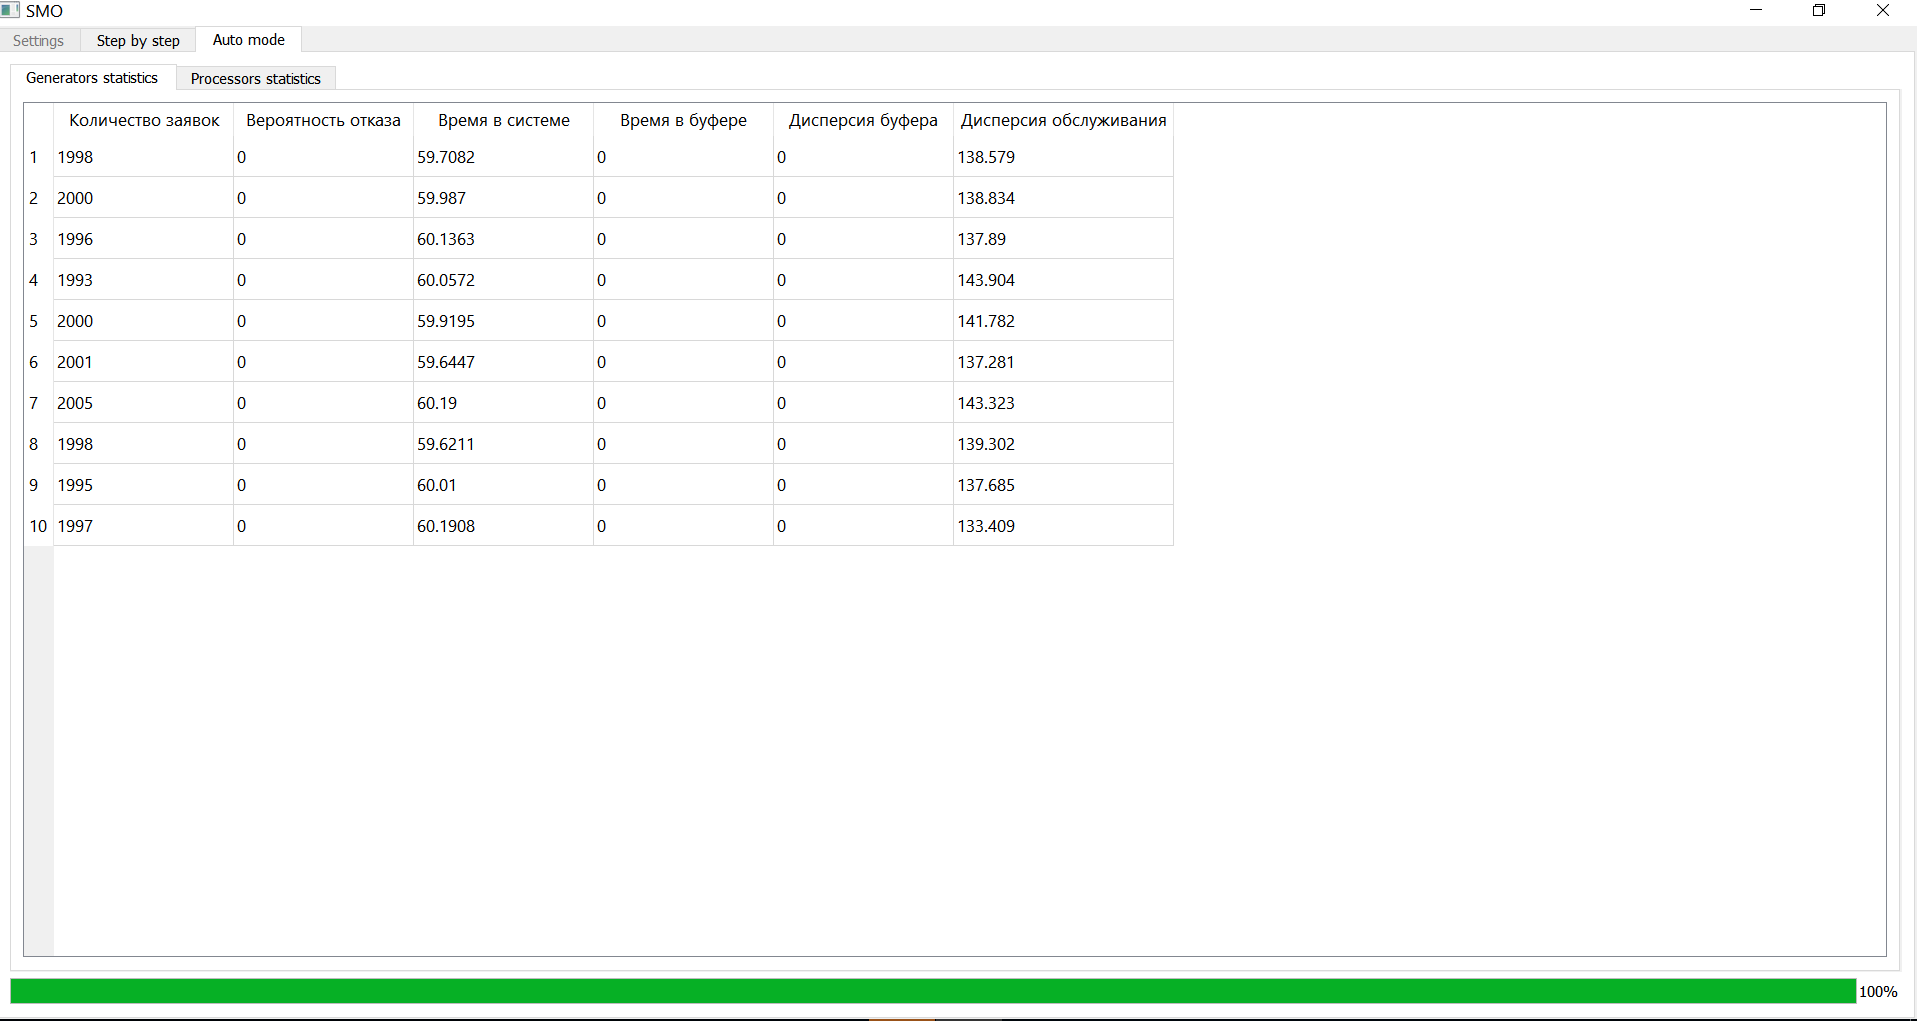 SMO
Settings Step by step Auto mode
Generators statistics Processors statistics
Количество заявок Вероятность отказа Время в системе Время в буфере Дисперсия буфера Дисперсия обслуживания
1 1998 0 59.7082 0 0 138.579
2 2000 0 59.987 0 0 138.834
3 1996 0 60.1363 0 0 137.89
4 1993 0 60.0572 0 0 143.904
5 2000 0 59.9195 0 0 141.782
6 2001 0 59.6447 0 0 137.281
7 2005 0 60.19 0 0 143.323
8 1998 0 59.6211 0 0 139.302
9 1995 0 60.01 0 0 137.685
10 1997 0 60.1908 0 0 133.409
100%